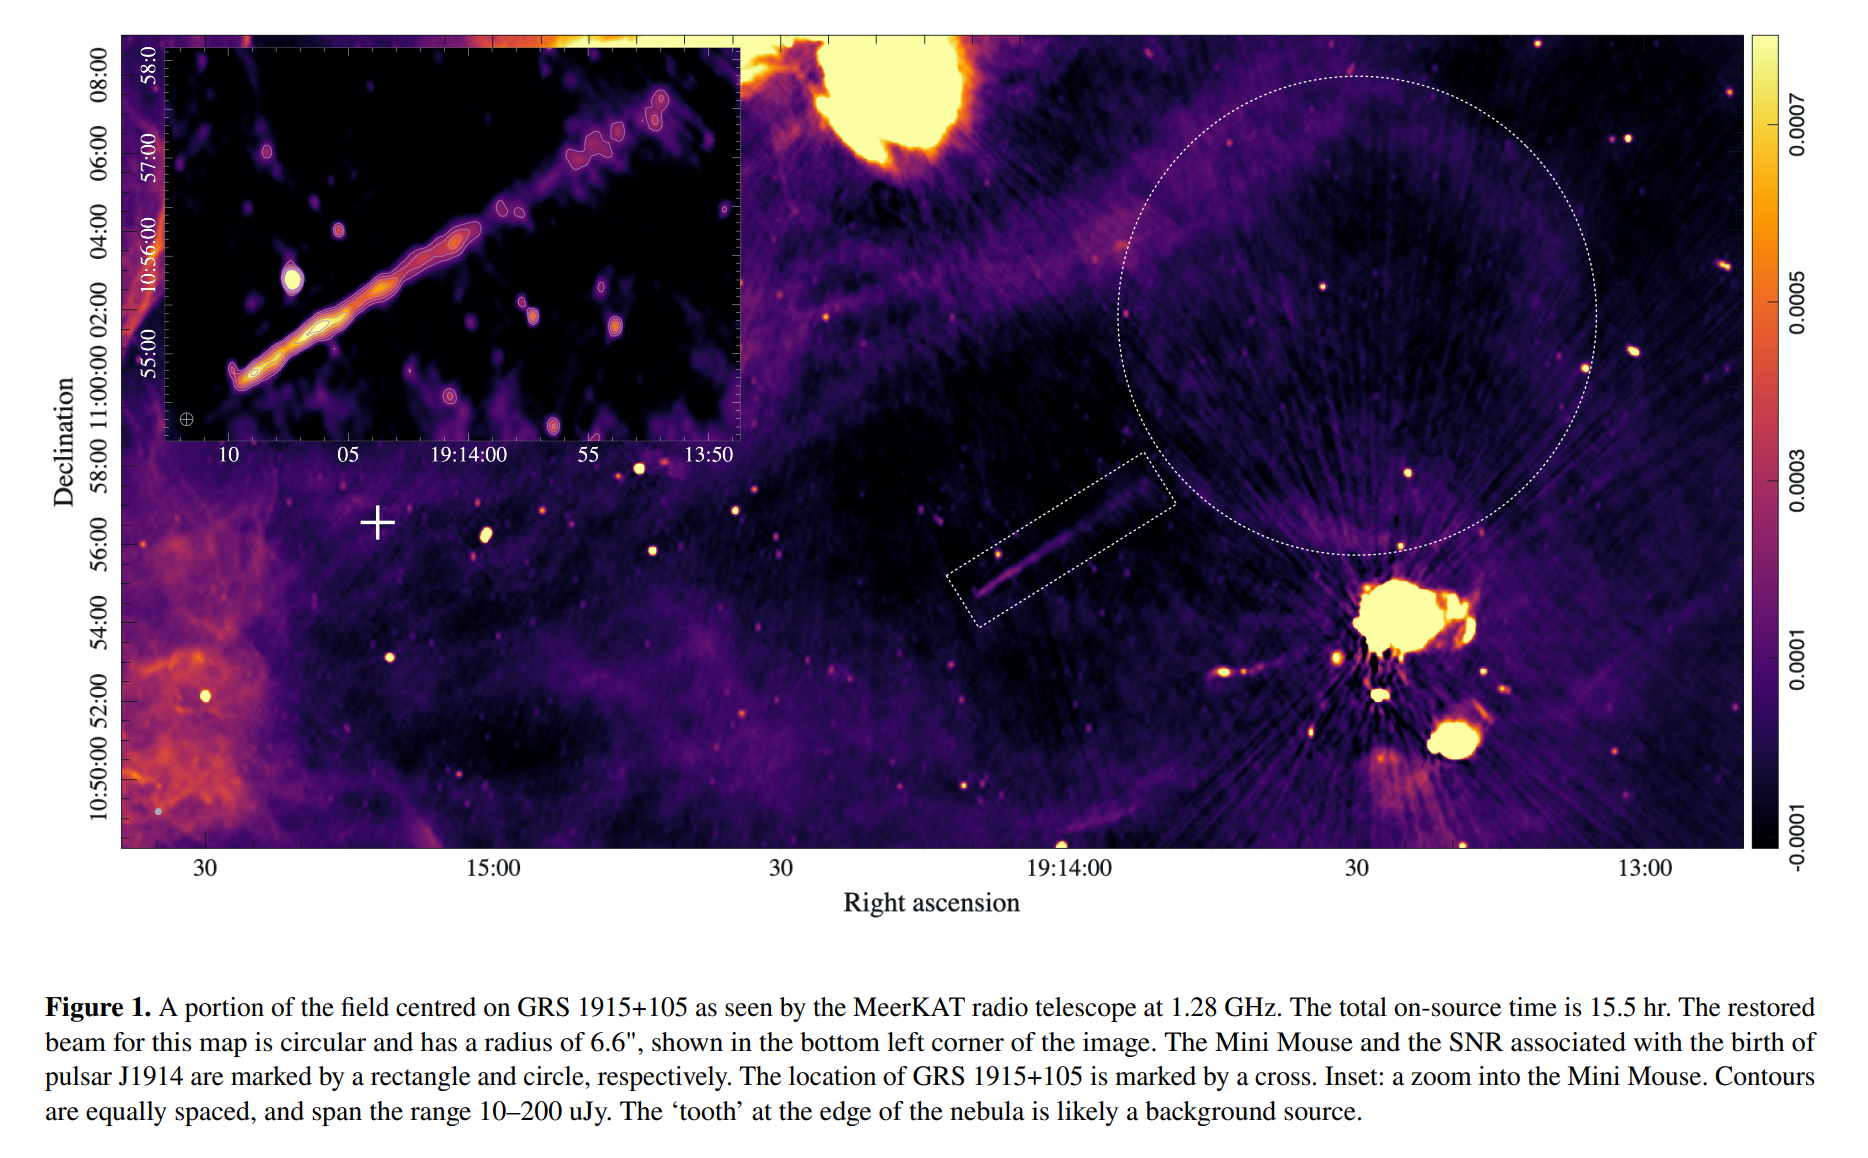 08:00
06:00
04:00
02:00
11:00:00
58:00
56:00
54:00
52:00
10:50:00
Declination
58:0
57:00
10:56:00
55:00
10 05 19:14:00 55 13:50
0.0007
0.0005
0.0003
0.0001
-0.0001
30 15:00 30 19:14:00 30 13:00
Right ascension
Figure 1. A portion of the field centred on GRS 1915+105 as seen by the MeerKAT radio telescope at 1.28 GHz. The total on-source time is 15.5 hr. The restored
beam for this map is circular and has a radius of 6.6", shown in the bottom left corner of the image. The Mini Mouse and the SNR associated with the birth of
pulsar J1914 are marked by a rectangle and circle, respectively. The location of GRS 1915+105 is marked by a cross. Inset: a zoom into the Mini Mouse. Contours
are equally spaced, and span the range 10–200 uJy. The ‘tooth’ at the edge of the nebula is likely a background source.